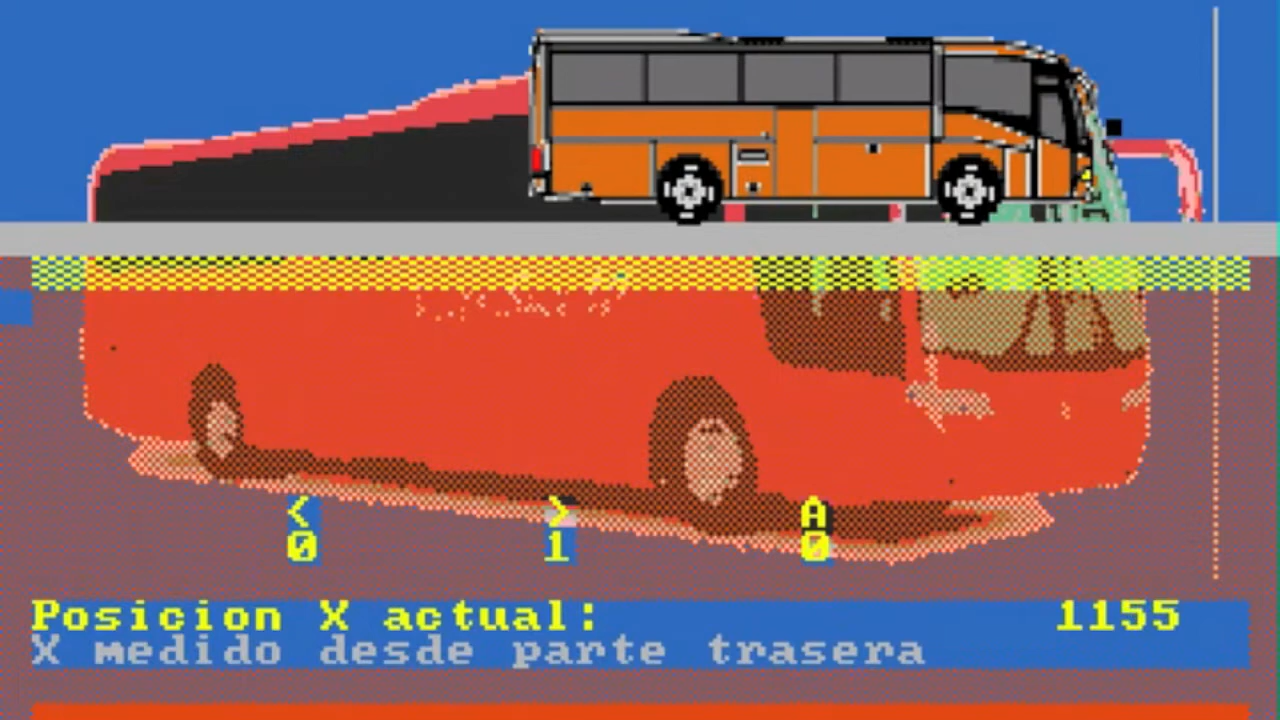 < > A
0 1 0
Posicion X actual: 1155
X medido desde parte trasera